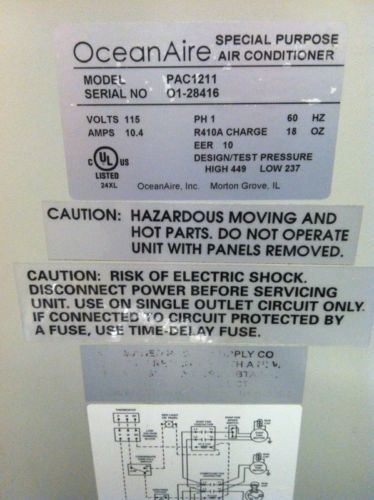 OceanAire SPECIAL PURPOSE AIR CONDITIONER
MODEL PAC1211
SERIAL NO O1-28416
VOLTS 115 PH 1 60 HZ
AMPS 10.4 R410A CHARGE 18 OZ
EER 10
DESIGN/TEST PRESSURE
HIGH 449 LOW 237
C UL US
LISTED
24XL
OceanAire, Inc. Morton Grove, IL
CAUTION: HAZARDOUS MOVING AND
HOT PARTS. DO NOT OPERATE
UNIT WITH PANELS REMOVED.
CAUTION: RISK OF ELECTRIC SHOCK.
DISCONNECT POWER BEFORE SERVICING
UNIT. USE ON SINGLE OUTLET CIRCUIT ONLY.
IF CONNECTED TO CIRCUIT PROTECTED BY
A FUSE, USE TIME-DELAY FUSE.
CO
THERMOSTAT